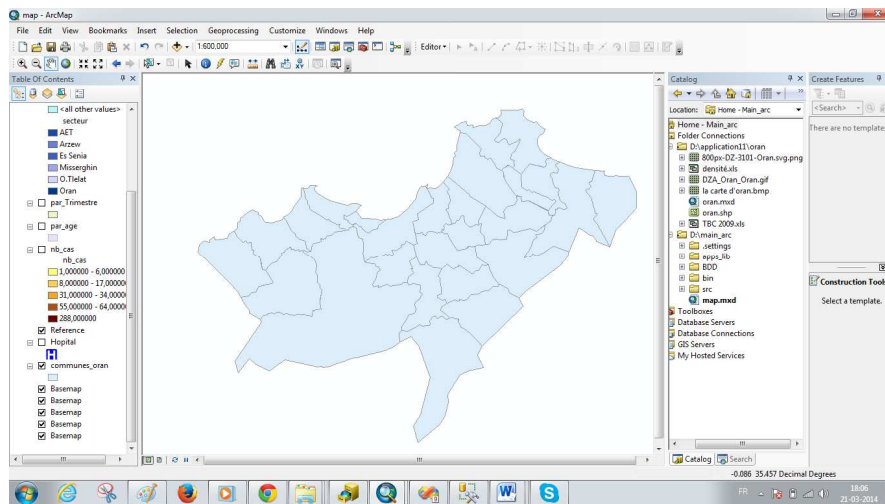 map - ArcMap
File Edit View Bookmarks Insert Selection Geoprocessing Customize Windows Help
1:600,000
Editor
Table Of Contents
Catalog
Create Features
<all other values>
secteur
AET
Arzew
Es Senia
Misserghin
O.Tlelat
Oran
par_Trimestre
par_age
nb_cas
nb_cas
1,000000 - 6,000000
8,000000 - 17,000000
31,000000 - 34,0000
55,000000 - 64,0000
288,000000
Reference
Hopital
H
communes_oran
Basemap
Basemap
Basemap
Basemap
Basemap
Location: Home - Main_arc
Home - Main_arc
Folder Connections
D:\application11\oran
800px-DZ-3101-Oran.svg.png
densité.xls
DZA_Oran_Oran.gif
la carte d'oran.bmp
oran.mxd
oran.shp
TBC 2009.xls
D:\main_arc
.settings
apps_lib
BDD
bin
src
map.mxd
Toolboxes
Database Servers
Database Connections
GIS Servers
My Hosted Services
Catalog Search
<Search>
There are no template
Construction Tools
Select a template.
-0.086 35.457 Decimal Degrees
FR
18:06
21-03-2014